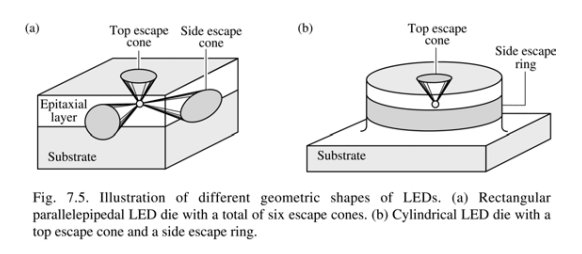 (a)
Top escape
cone
Side escape
cone
Epitaxial
layer
Substrate
(b)
Top escape
cone
Side escape
ring
Substrate
Fig. 7.5. Illustration of different geometric shapes of LEDs. (a) Rectangular
parallelepipedal LED die with a total of six escape cones. (b) Cylindrical LED die with a
top escape cone and a side escape ring.